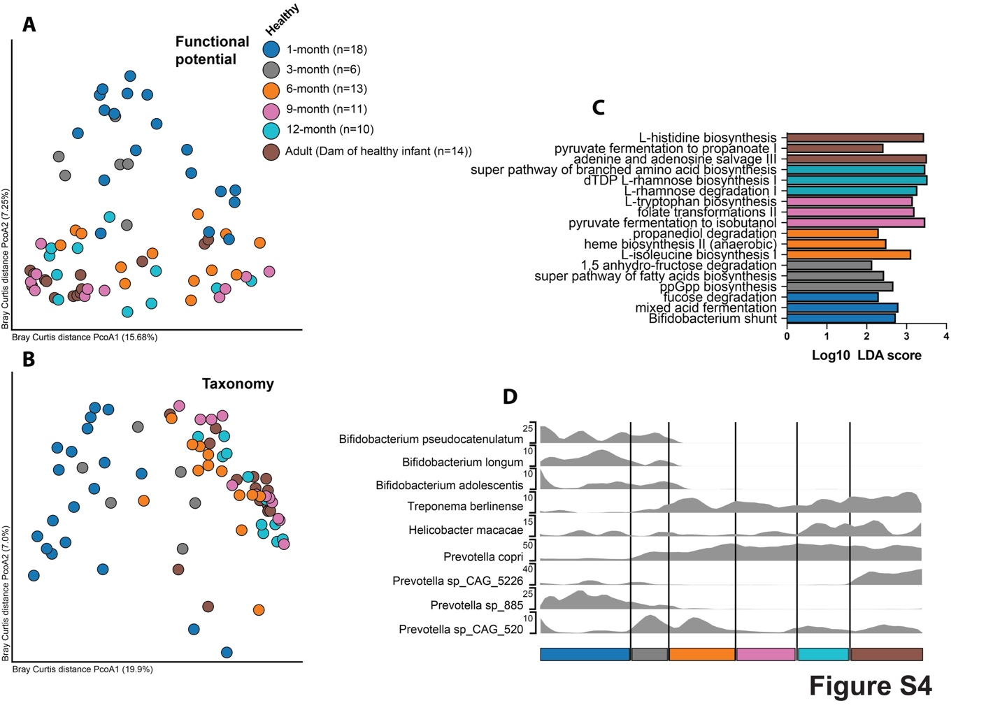 A
Functional
potential
Healthy
1-month (n=18)
3-month (n=6)
6-month (n=13)
9-month (n=11)
12-month (n=10)
Adult (Dam of healthy infant (n=14))
Bray Curtis distance PcoA2 (7.25%)
Bray Curtis distance PcoA1 (15.68%)
B
Taxonomy
Bray Curtis distance PcoA2 (7.0%)
Bray Curtis distance PcoA1 (19.9%)
C
L-histidine biosynthesis
pyruvate fermentation to propanoate I
adenine and adenosine salvage III
super pathway of branched amino acid biosynthesis
dTDP L-rhamnose biosynthesis I
L-rhamnose degradation I
L-tryptophan biosynthesis
folate transformations II
pyruvate fermentation to isobutanol
propanediol degradation
heme biosynthesis II (anaerobic)
L-isoleucine biosynthesis I
1,5 anhydro-fructose degradation
super pathway of fatty acids biosynthesis
ppGpp biosynthesis
fucose degradation
mixed acid fermentation
Bifidobacterium shunt
0 1 2 3 4
Log10 LDA score
D
Bifidobacterium pseudocatenulatum 25
Bifidobacterium longum 10
Bifidobacterium adolescentis 10
Treponema berlinense 10
Helicobacter macacae 15
Prevotella copri 50
Prevotella sp_CAG_5226 40
Prevotella sp_885 25
Prevotella sp_CAG_520 10
Figure S4